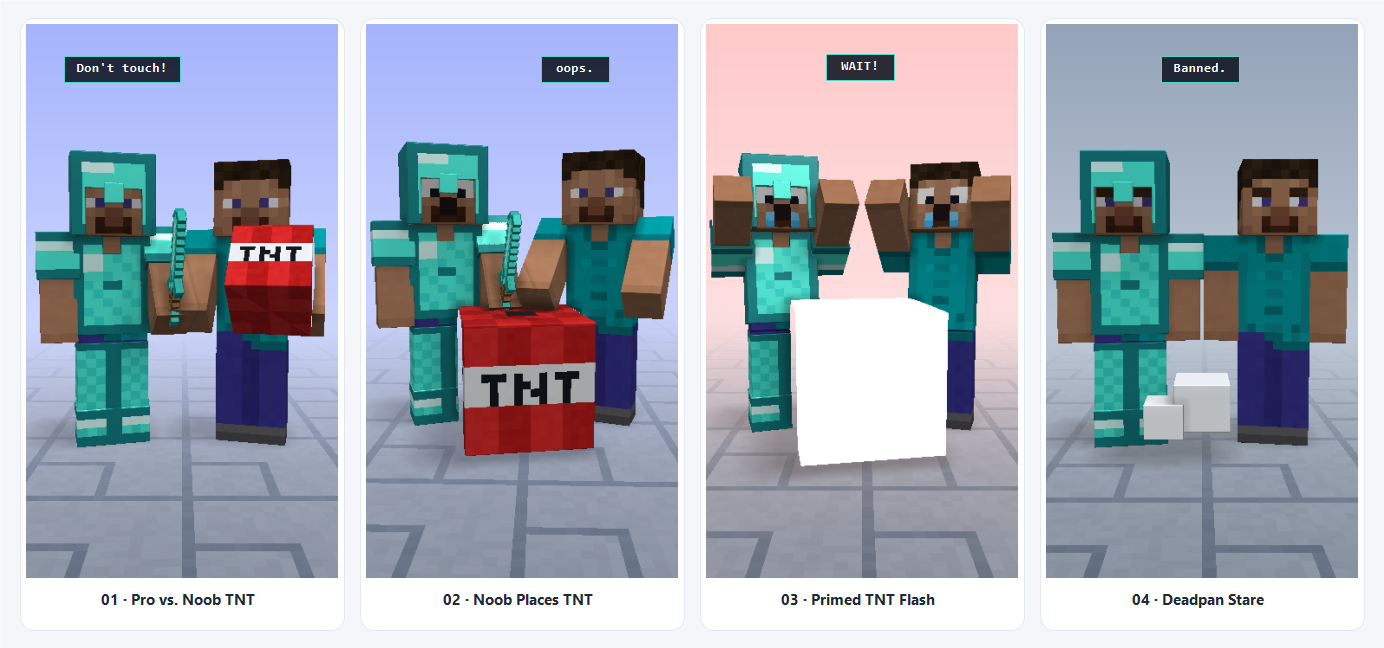 Don't touch!
TNT
01 · Pro vs. Noob TNT
oops.
TNT
02 · Noob Places TNT
WAIT!
03 · Primed TNT Flash
Banned.
04 · Deadpan Stare